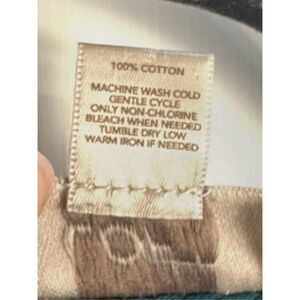 100% COTTON
MACHINE WASH COLD
GENTLE CYCLE
ONLY NON-CHLORINE
BLEACH WHEN NEEDED
TUMBLE DRY LOW
WARM IRON IF NEEDED